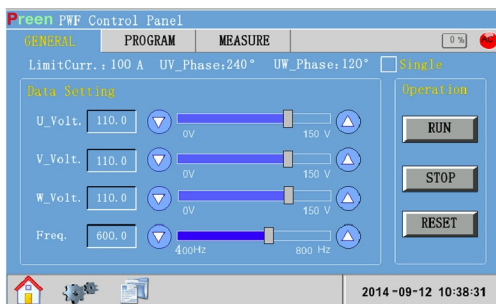 Preen PWF Control Panel
GENERAL PROGRAM MEASURE 0 %
LimitCurr.: 100 A UV_Phase:240° UW_Phase:120° Single
Data Setting
Operation
U_Volt. 110.0
0V 150 V
RUN
V_Volt. 110.0
0V 150 V
STOP
W_Volt. 110.0
0V 150 V
RESET
Freq. 600.0
400Hz 800 Hz
2014-09-12 10:38:31